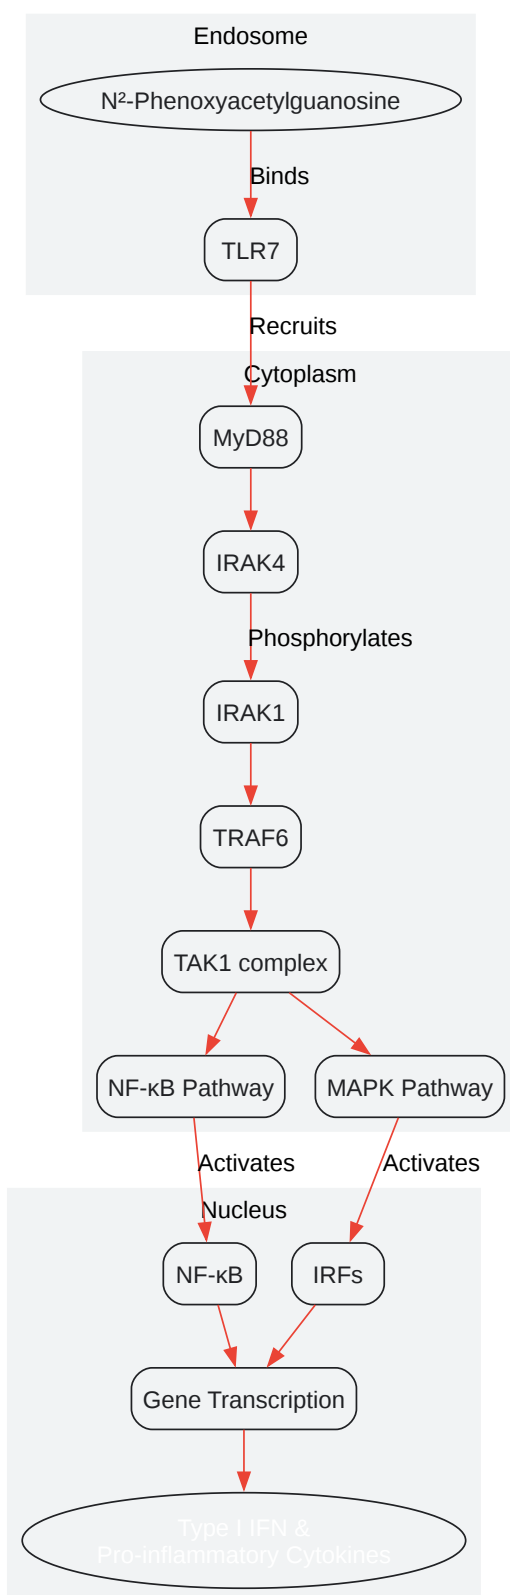 Endosome
N²-Phenoxyacetylguanosine
Binds
TLR7
Recruits
Cytoplasm
MyD88
IRAK4
Phosphorylates
IRAK1
TRAF6
TAK1 complex
NF-κB Pathway
MAPK Pathway
Activates
Activates
Nucleus
NF-κB
IRFs
Gene Transcription
Type I IFN &
Pro-inflammatory Cytokines